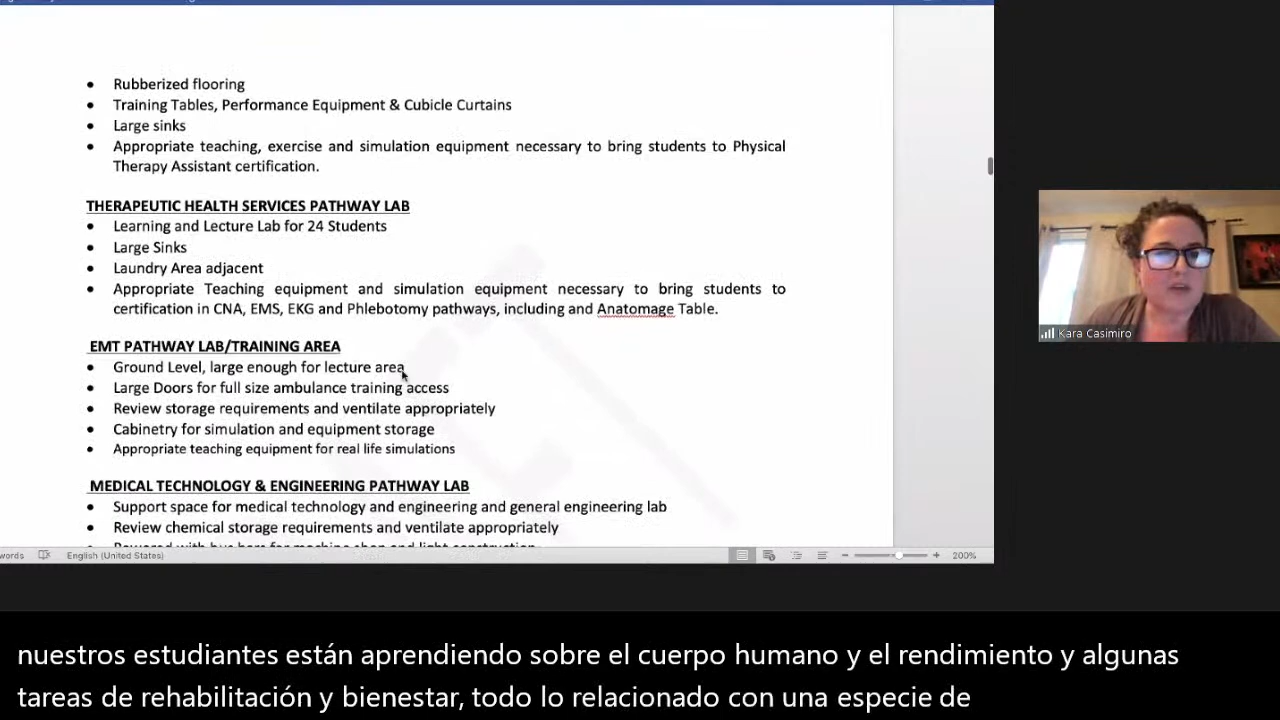 • Rubberized flooring
• Training Tables, Performance Equipment & Cubicle Curtains
• Large sinks
• Appropriate teaching, exercise and simulation equipment necessary to bring students to Physical
Therapy Assistant certification.
THERAPEUTIC HEALTH SERVICES PATHWAY LAB
• Learning and Lecture Lab for 24 Students
• Large Sinks
• Laundry Area adjacent
• Appropriate Teaching equipment and simulation equipment necessary to bring students to
certification in CNA, EMS, EKG and Phlebotomy pathways, including and Anatomage Table.
EMT PATHWAY LAB/TRAINING AREA
• Ground Level, large enough for lecture area
• Large Doors for full size ambulance training access
• Review storage requirements and ventilate appropriately
• Cabinetry for simulation and equipment storage
• Appropriate teaching equipment for real life simulations
MEDICAL TECHNOLOGY & ENGINEERING PATHWAY LAB
• Support space for medical technology and engineering and general engineering lab
• Review chemical storage requirements and ventilate appropriately
words English (United States) 200%
Kara Casimiro
nuestros estudiantes están aprendiendo sobre el cuerpo humano y el rendimiento y algunas
tareas de rehabilitación y bienestar, todo lo relacionado con una especie de